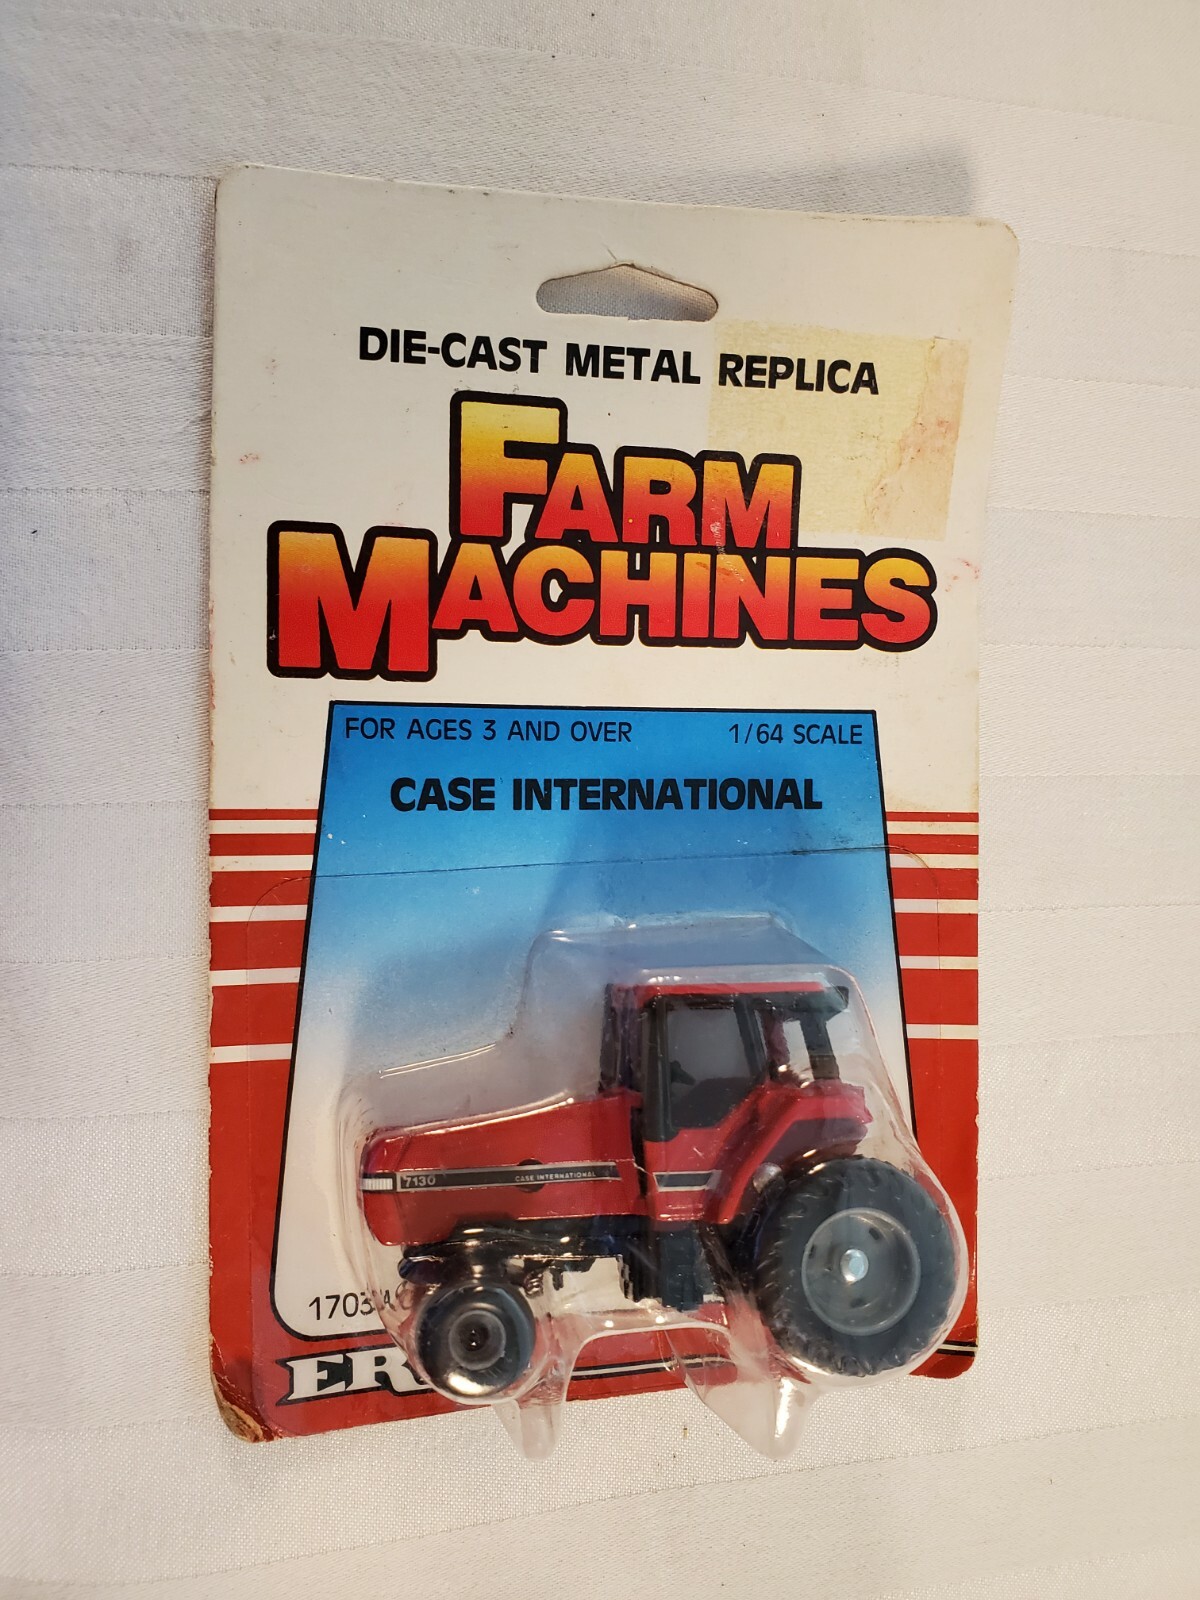 DIE-CAST METAL REPLICA
FARM
MACHINES
FOR AGES 3 AND OVER 1/64 SCALE
CASE INTERNATIONAL
7130 CASE INTERNATIONAL